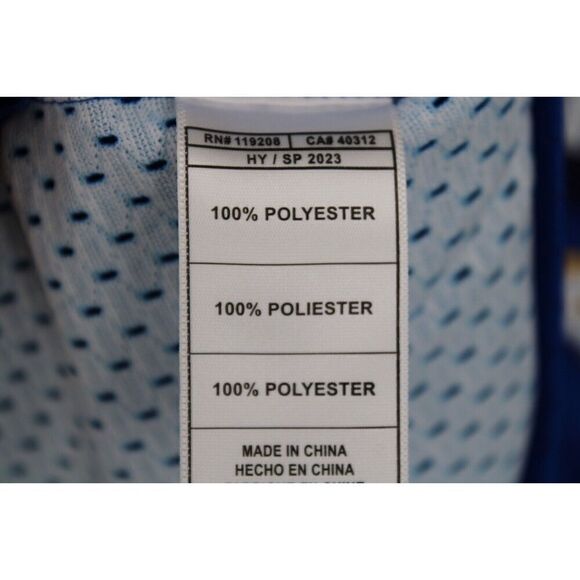 RN# 119208 CA# 40312
HY / SP 2023
100% POLYESTER
100% POLIESTER
100% POLYESTER
MADE IN CHINA
HECHO EN CHINA